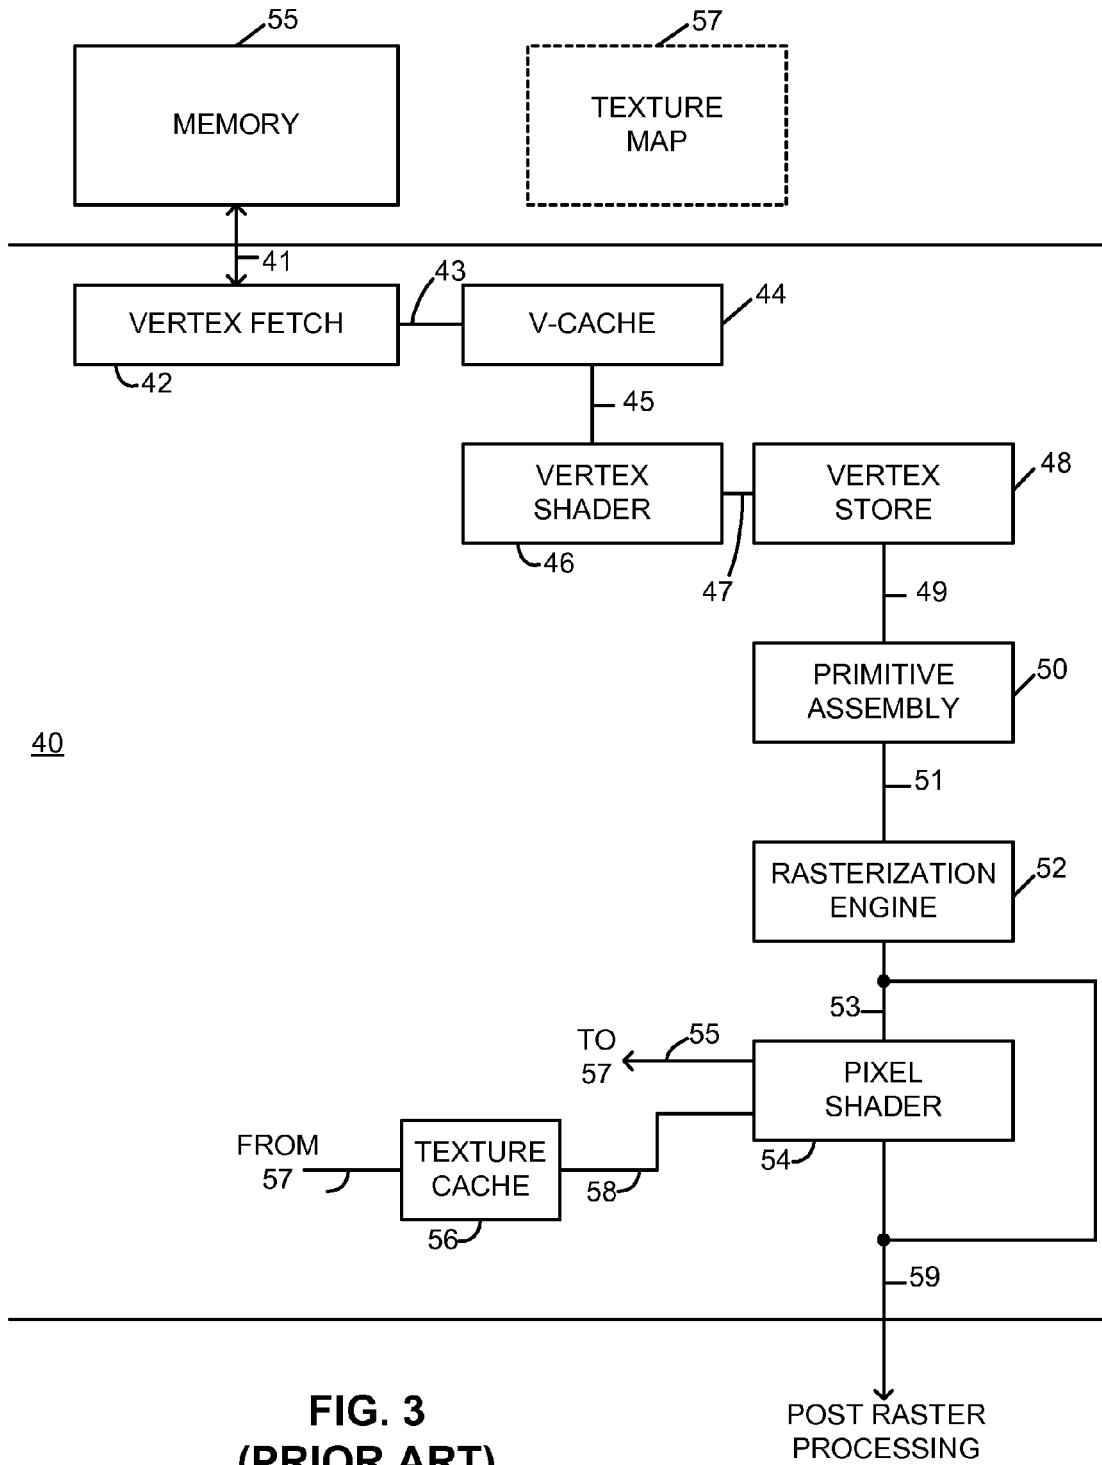 55
57
MEMORY
TEXTURE
MAP
41
43
44
VERTEX FETCH
V-CACHE
42
45
VERTEX
SHADER
VERTEX
STORE
48
46
47
49
PRIMITIVE
ASSEMBLY
50
40
51
RASTERIZATION
ENGINE
52
53
TO
57
55
PIXEL
SHADER
54
FROM
57
TEXTURE
CACHE
58
56
59
FIG. 3
(PRIOR ART)
POST RASTER
PROCESSING